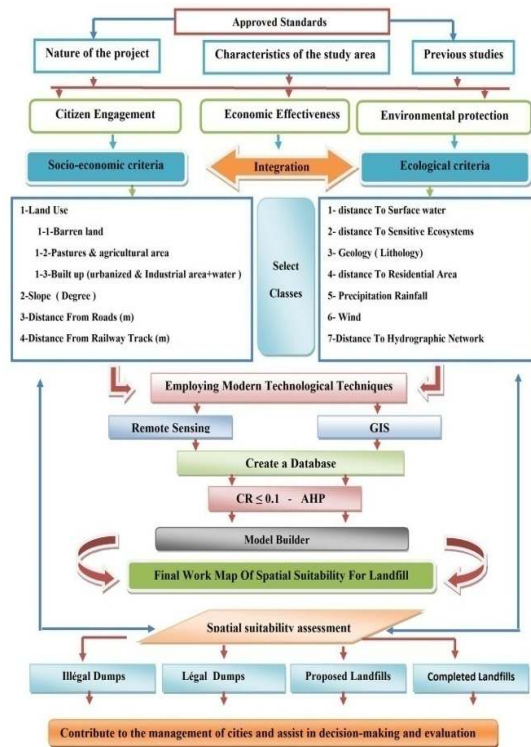 Approved Standards
Nature of the project
Characteristics of the study area
Previous studies
Citizen Engagement
Economic Effectiveness
Environmental protection
Socio-economic criteria
Integration
Ecological criteria
1-Land Use
1-1-Barren land
1-2-Pastures & agricultural area
1-3-Built up (urbanized & Industrial area+water )
2-Slope ( Degree )
3-Distance From Roads (m)
4-Distance From Railway Track (m)
Select
Classes
1- distance To Surface water
2- distance To Sensitive Ecosystems
3- Geology ( Lithology)
4- distance To Residential Area
5- Precipitation Rainfall
6- Wind
7-Distance To Hydrographic Network
Employing Modern Technological Techniques
Remote Sensing
GIS
Create a Database
CR ≤ 0.1 - AHP
Model Builder
Final Work Map Of Spatial Suitability For Landfill
Spatial suitability assessment
Illégal Dumps
Légal Dumps
Proposed Landfills
Completed Landfills
Contribute to the management of cities and assist in decision-making and evaluation